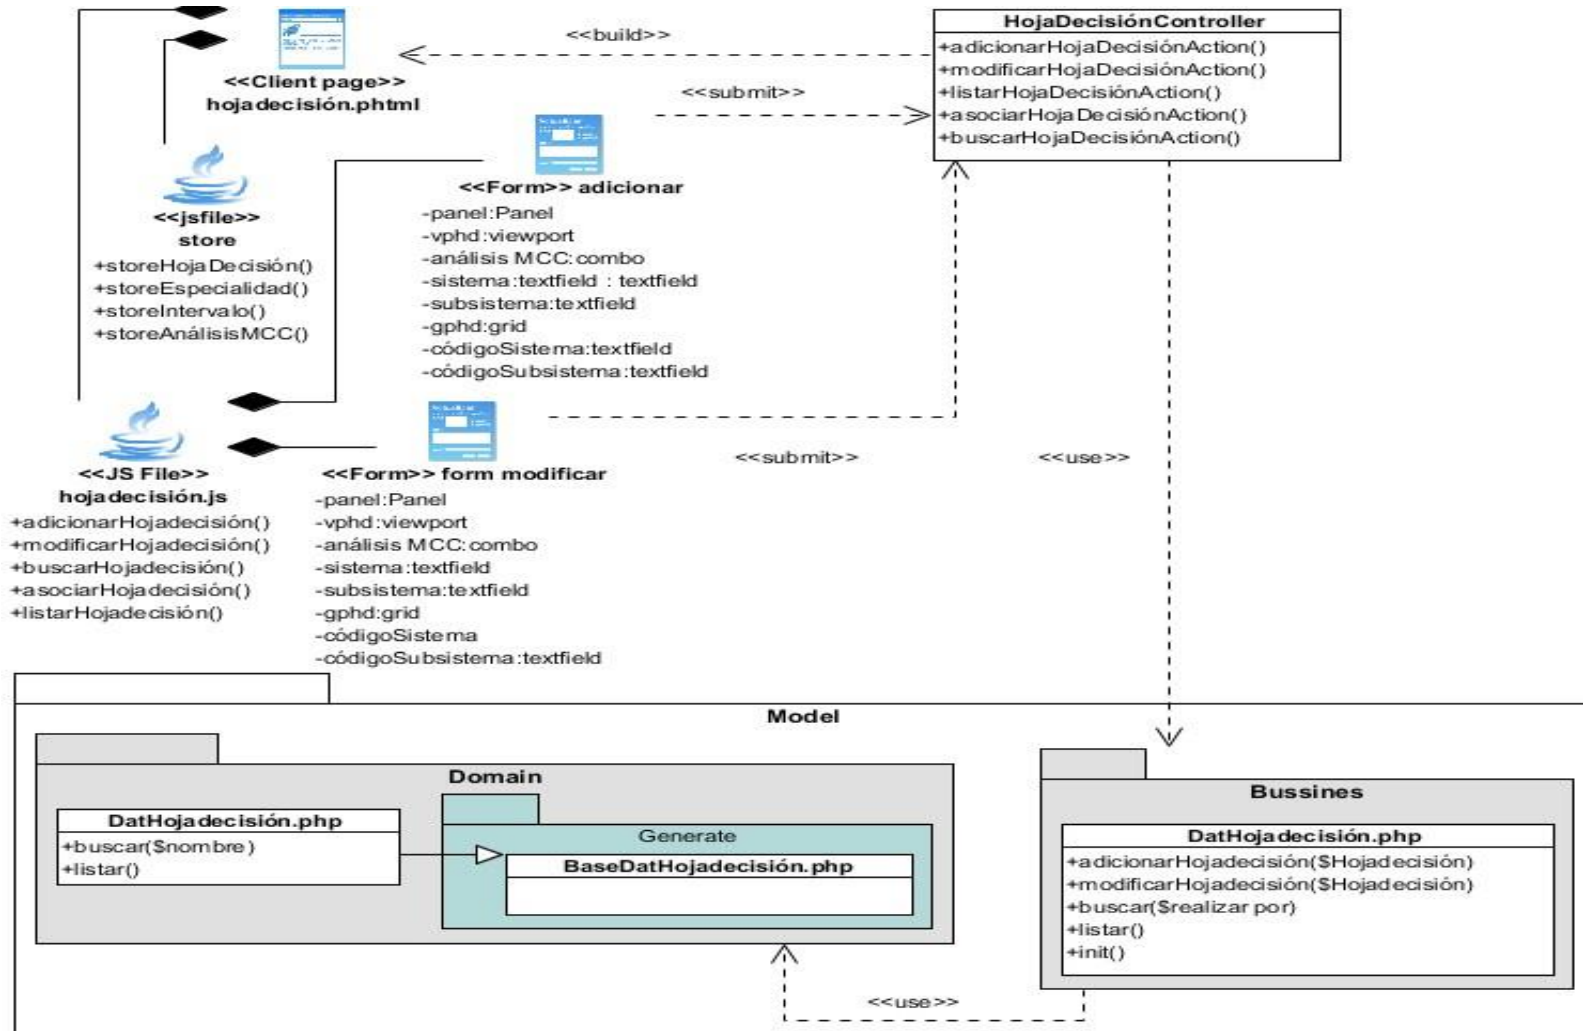 HojaDecisiónController
+adicionarHojaDecisiónAction()
+modificarHojaDecisiónAction()
+listarHojaDecisiónAction()
+asociarHojaDecisiónAction()
+buscarHojaDecisiónAction()
<<build>>
<<Client page>>
hojadecisión.phtml
<<submit>>
<<Form>> adicionar
-panel:Panel
-vphd:viewport
-análisis MCC:combo
-sistema:textfield : textfield
-subsistema:textfield
-gphd:grid
-códigoSistema:textfield
-códigoSubsistema:textfield
<<jsfile>>
store
+storeHojaDecisión()
+storeEspecialidad()
+storeIntervalo()
+storeAnálisisMCC()
<<JS File>>
hojadecisión.js
+adicionarHojadecisión()
+modificarHojadecisión()
+buscarHojadecisión()
+asociarHojadecisión()
+listarHojadecisión()
<<Form>> form modificar
-panel:Panel
-vphd:viewport
-análisis MCC:combo
-sistema:textfield
-subsistema:textfield
-gphd:grid
-códigoSistema
-códigoSubsistema:textfield
<<submit>>
<<use>>
Model
Domain
DatHojadecisión.php
+buscar($nombre)
+listar()
Generate
BaseDatHojadecisión.php
Bussines
DatHojadecisión.php
+adicionarHojadecisión($Hojadecisión)
+modificarHojadecisión($Hojadecisión)
+buscar($realizar por)
+listar()
+init()
<<use>>